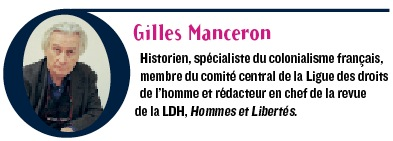 Gilles Manceron
Historien, spécialiste du colonialisme français,
membre du comité central de la Ligue des droits
de l'homme et rédacteur en chef de la revue
de la LDH, Hommes et Libertés.